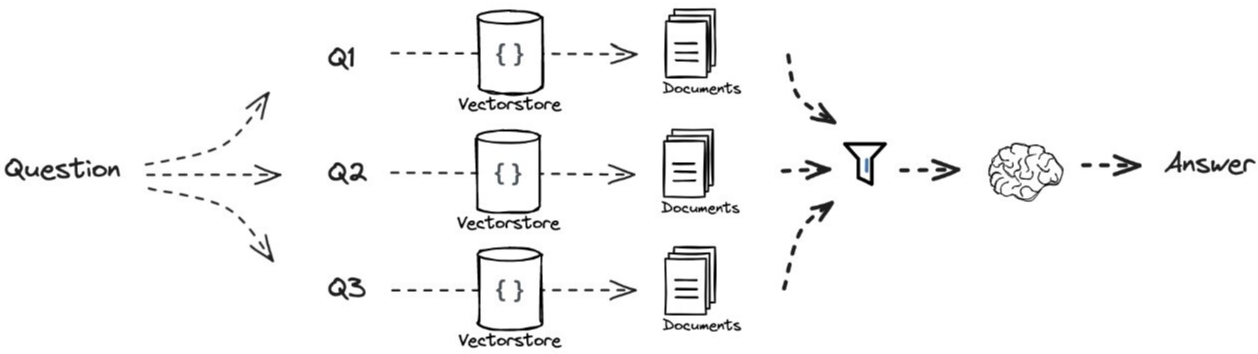 Question
Q1
{}
Vectorstore
Documents
Q2
{}
Vectorstore
Documents
Q3
{}
Vectorstore
Documents
Answer